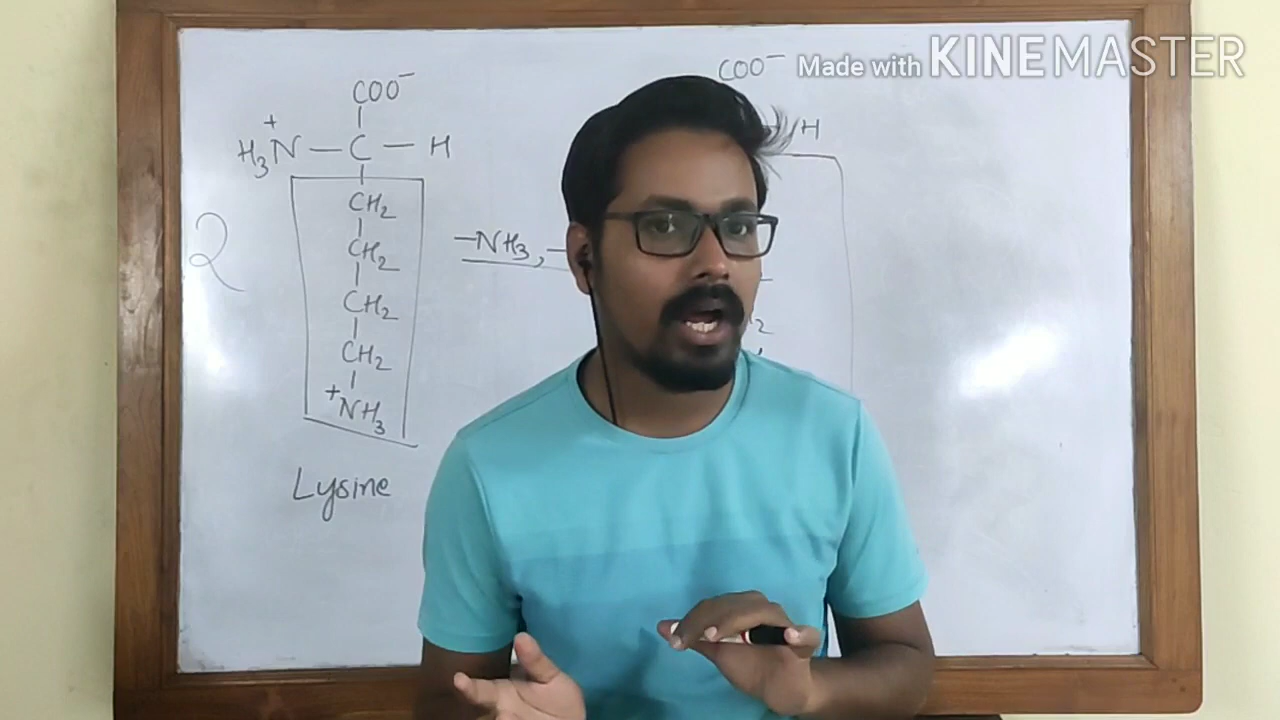 Made with KINEMASTER
COO⁻
H₃N⁺ — C — H
CH₂
CH₂
CH₂
CH₂
⁺NH₃
Lysine
2
—NH₃, —
COO⁻
H